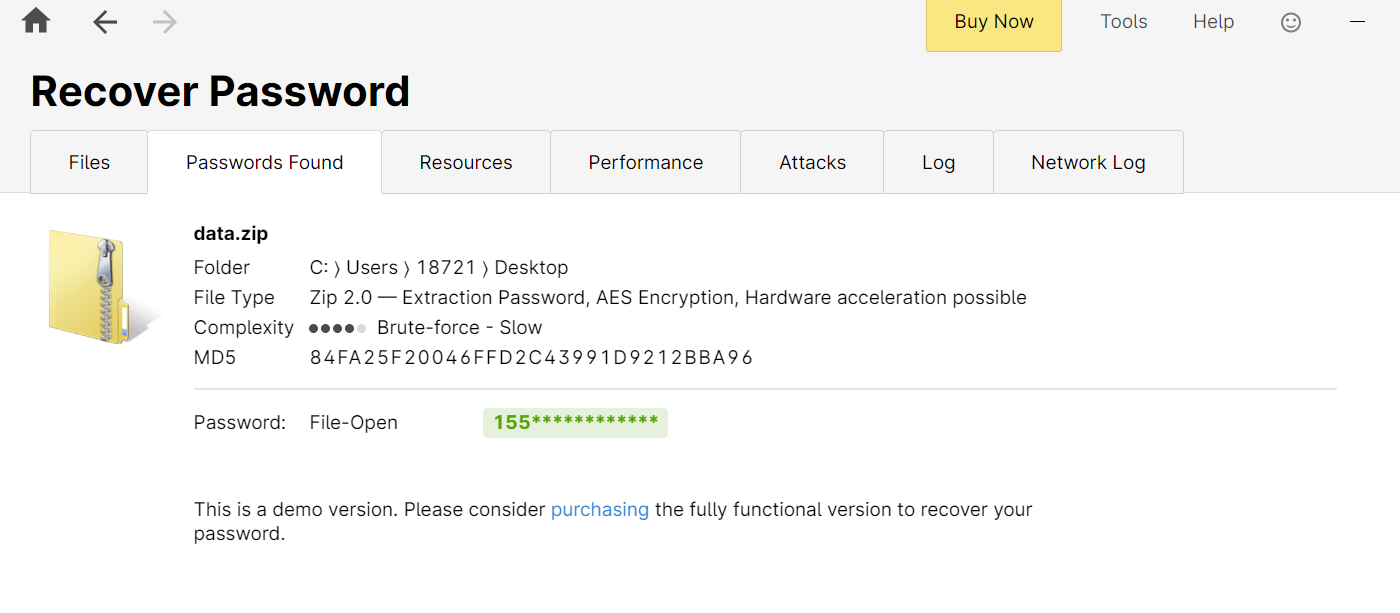 Buy Now Tools Help
Recover Password
Files Passwords Found Resources Performance Attacks Log Network Log
data.zip
Folder C: ⟩ Users ⟩ 18721 ⟩ Desktop
File Type Zip 2.0 — Extraction Password, AES Encryption, Hardware acceleration possible
Complexity Brute-force - Slow
MD5 84FA25F20046FFD2C43991D9212BBA96
Password: File-Open 155************
This is a demo version. Please consider purchasing the fully functional version to recover your
password.